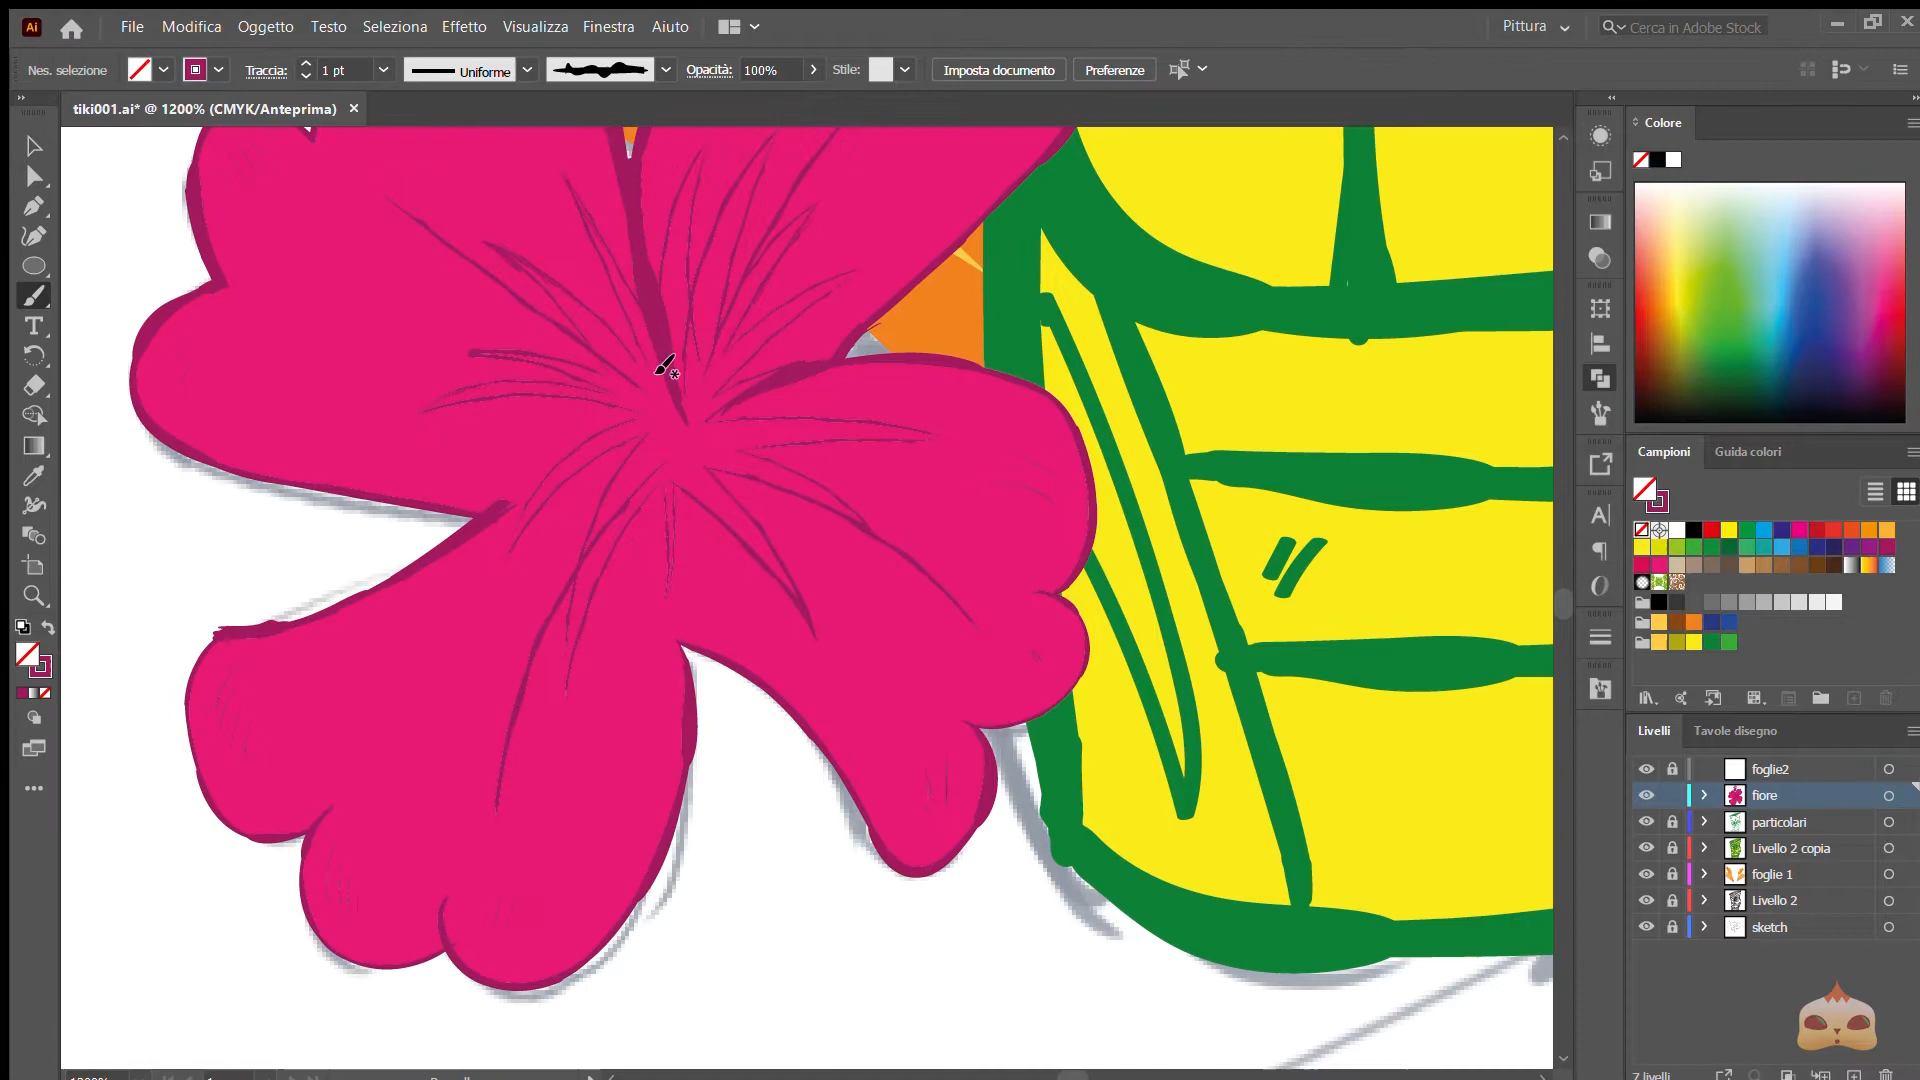 Ai File Modifica Oggetto Testo Seleziona Effetto Visualizza Finestra Aiuto Pittura Cerca in Adobe Stock
Nes. selezione Traccia: 1 pt Uniforme Opacità: 100% Stile: Imposta documento Preferenze
tiki001.ai* @ 1200% (CMYK/Anteprima)
Colore
Campioni Guida colori
Livelli Tavole disegno
foglie2
fiore
particolari
Livello 2 copia
foglie 1
Livello 2
sketch
7 livelli